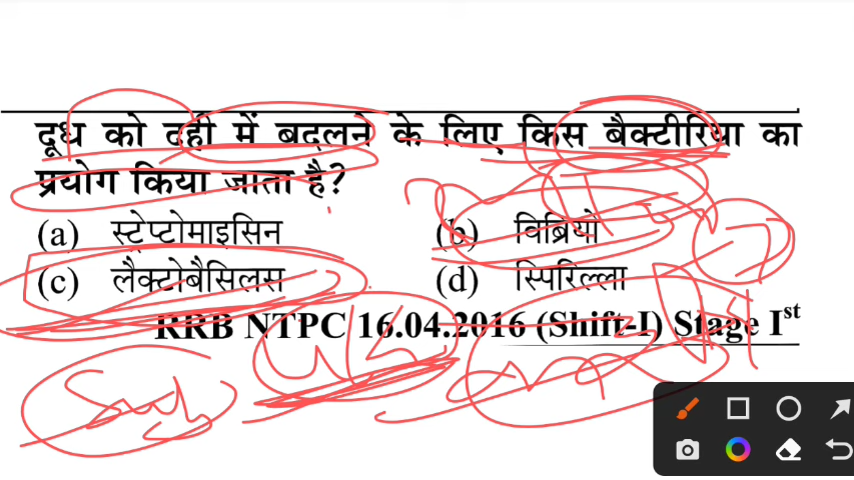 दूध को दही में बदलने के लिए किस बैक्टीरिया का
प्रयोग किया जाता है?
(a) स्टेप्टोमाइसिन (b) विब्रियो
(c) लैक्टोबैसिलस (d) स्पिरिल्ला
RRB NTPC 16.04.2016 (Shift-I) Stage Ist